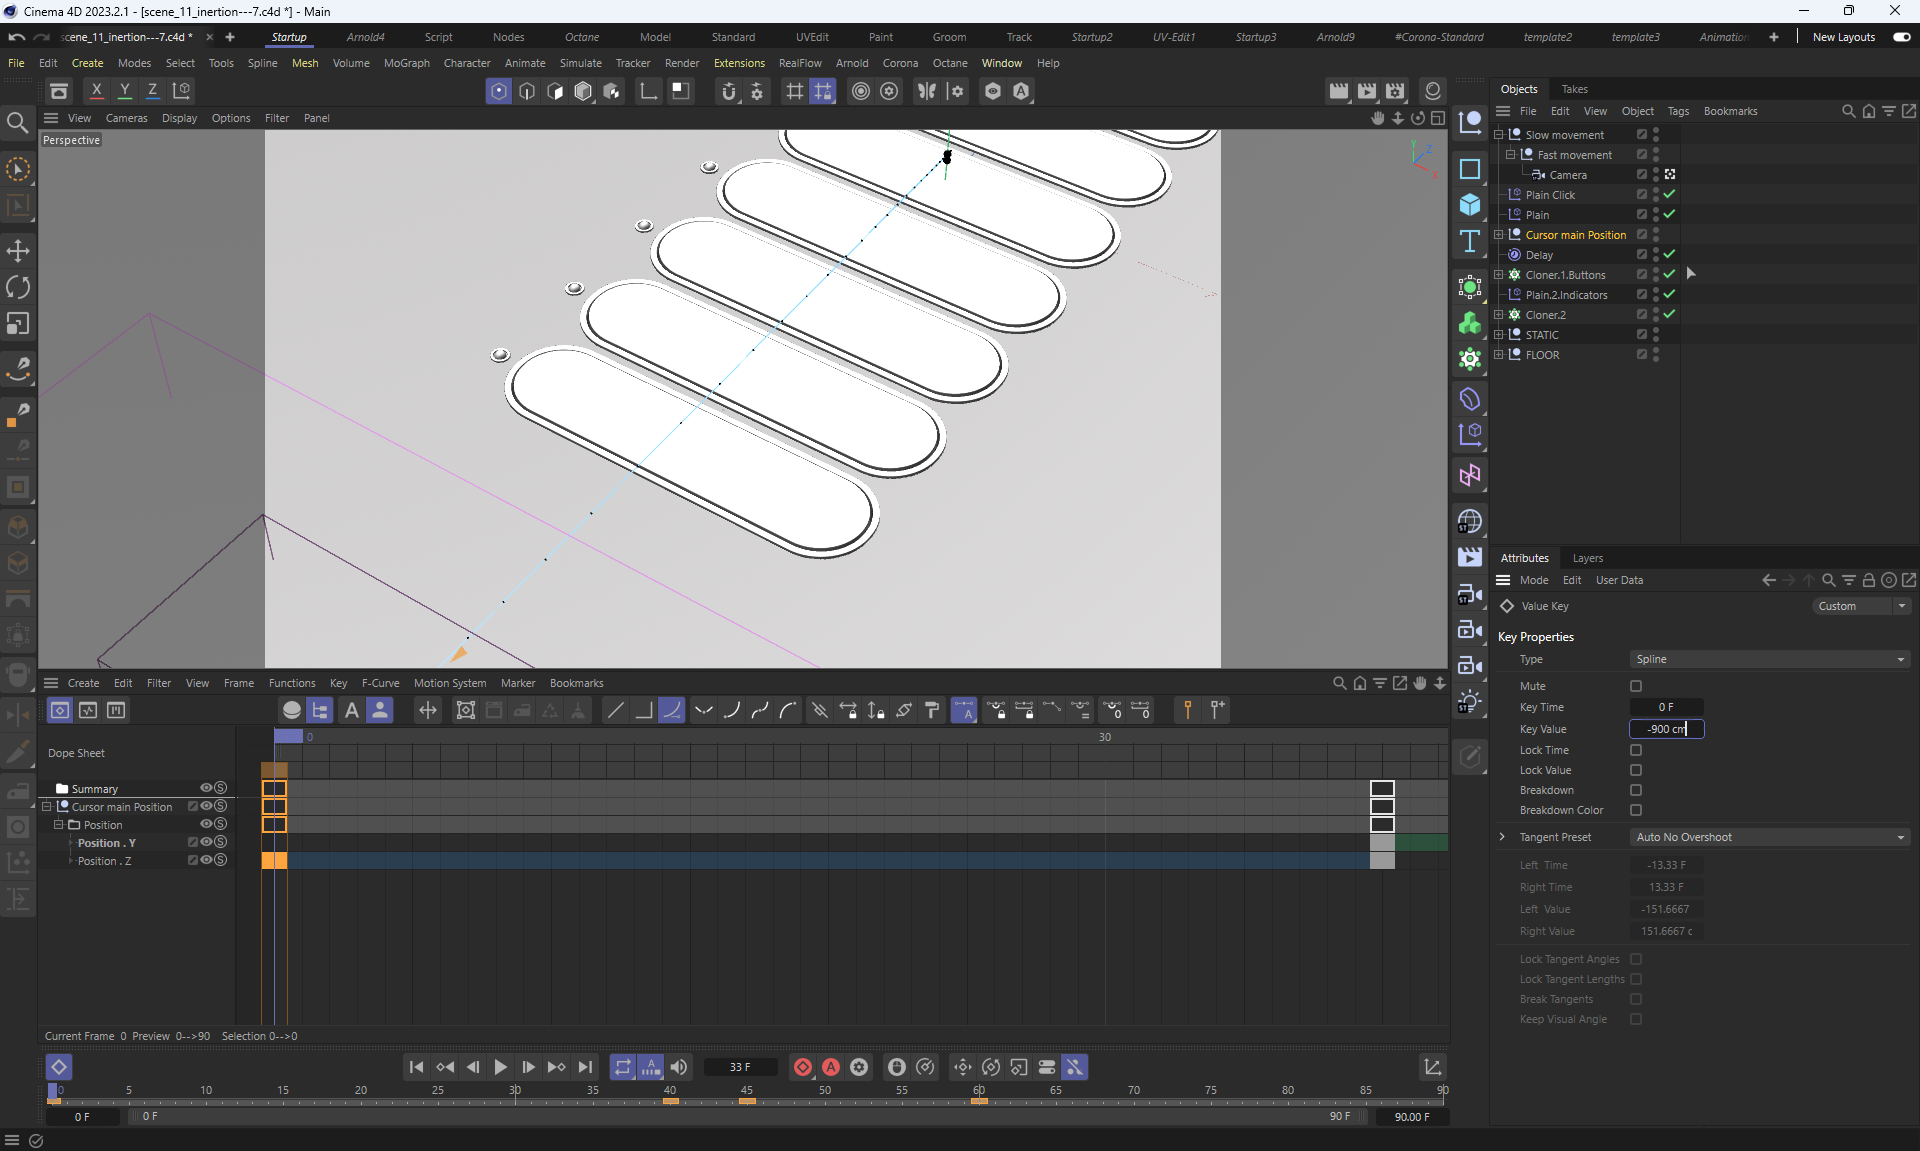 Cinema 4D 2023.2.1 - [scene_11_inertion---7.c4d *] - Main
scene_11_inertion---7.c4d *
Startup Arnold4 Script Nodes Octane Model Standard UVEdit Paint Groom Track Startup2 UV-Edit1 Startup3 Arnold9 #Corona-Standard template2 template3 Animation New Layouts
File Edit Create Modes Select Tools Spline Mesh Volume MoGraph Character Animate Simulate Tracker Render Extensions RealFlow Arnold Corona Octane Window Help
X Y Z
View Cameras Display Options Filter Panel
Perspective
Y
Z
X
Objects Takes
File Edit View Object Tags Bookmarks
Slow movement
Fast movement
Camera
Plain Click
Plain
Cursor main Position
Delay
Cloner.1.Buttons
Plain.2.Indicators
Cloner.2
STATIC
FLOOR
Attributes Layers
Mode Edit User Data
Value Key Custom
Key Properties
Type Spline
Mute
Key Time 0 F
Key Value -900 cm
Lock Time
Lock Value
Breakdown
Breakdown Color
Tangent Preset Auto No Overshoot
Left Time -13.33 F
Right Time 13.33 F
Left Value -151.6667
Right Value 151.6667 c
Lock Tangent Angles
Lock Tangent Lengths
Break Tangents
Keep Visual Angle
Create Edit Filter View Frame Functions Key F-Curve Motion System Marker Bookmarks
0 30
Dope Sheet
Summary
Cursor main Position
Position
Position . Y
Position . Z
Current Frame 0 Preview 0-->90 Selection 0-->0
33 F
0 5 10 15 20 25 30 35 40 45 50 55 60 65 70 75 80 85 90
0 F 0 F 90 F 90.00 F